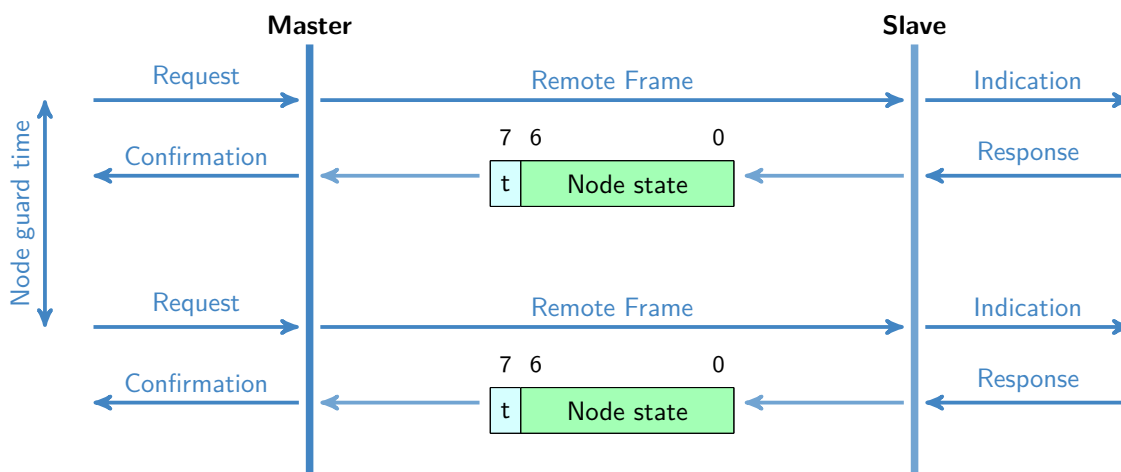 Master
Slave
Request
Remote Frame
Indication
7 6 0
Confirmation
t Node state
Response
Node guard time
Request
Remote Frame
Indication
7 6 0
Confirmation
t Node state
Response